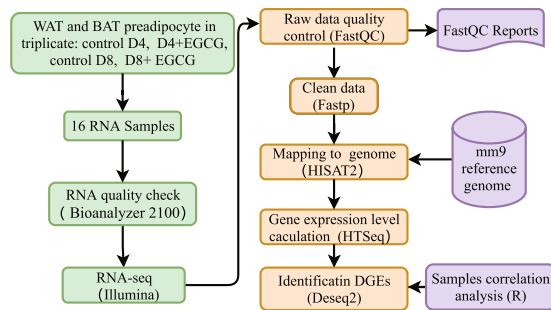 WAT and BAT preadipocyte in
triplicate: control D4, D4+EGCG,
control D8, D8+ EGCG
16 RNA Samples
RNA quality check
( Bioanalyzer 2100)
RNA-seq
(Illumina)
Raw data quality
control (FastQC)
FastQC Reports
Clean data
(Fastp)
Mapping to genome
(HISAT2)
mm9
reference
genome
Gene expression level
caculation (HTSeq)
Identificatin DGEs
(Deseq2)
Samples correlation
analysis (R)